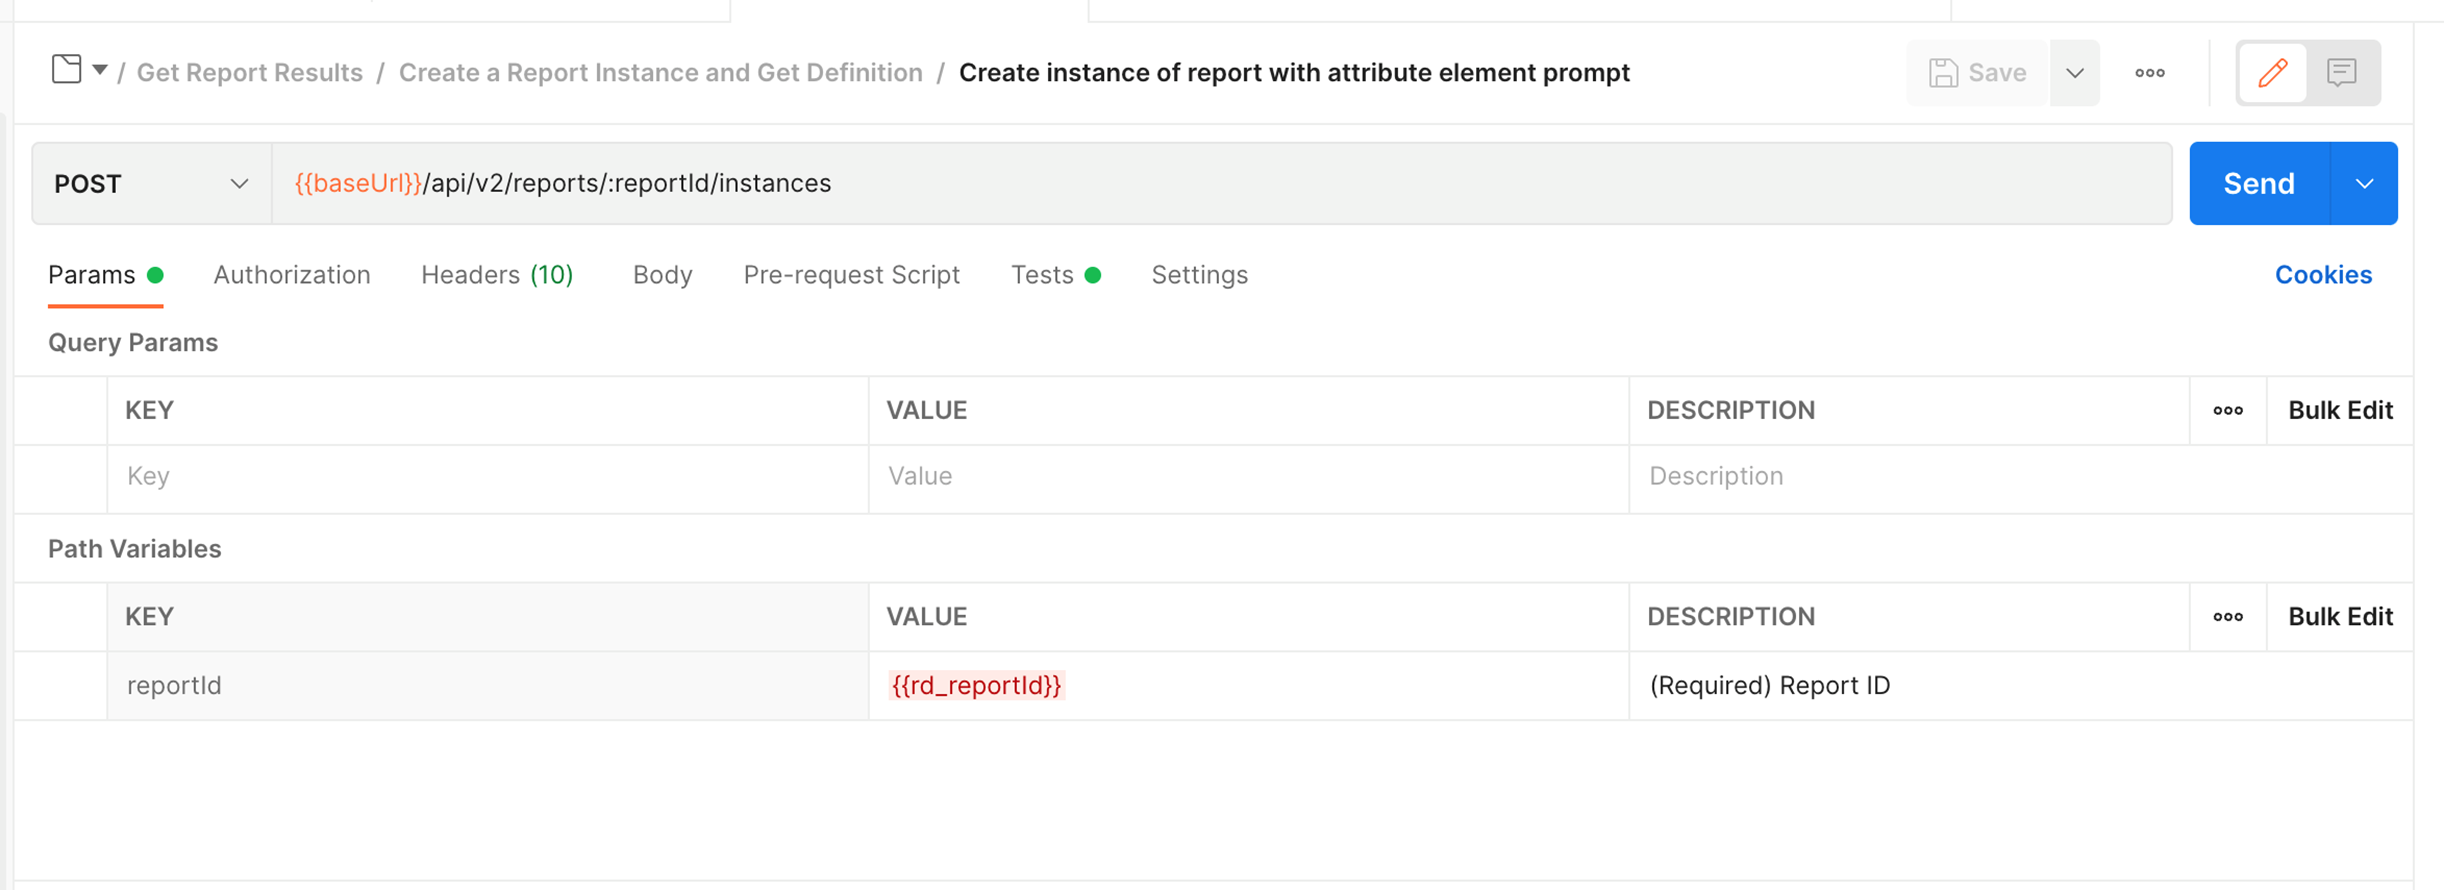 / Get Report Results / Create a Report Instance and Get Definition / Create instance of report with attribute element prompt Save
POST {{baseUrl}}/api/v2/reports/:reportId/instances Send
Params Authorization Headers (10) Body Pre-request Script Tests Settings Cookies
Query Params
KEY VALUE DESCRIPTION Bulk Edit
Key Value Description
Path Variables
KEY VALUE DESCRIPTION Bulk Edit
reportId {{rd_reportId}} (Required) Report ID